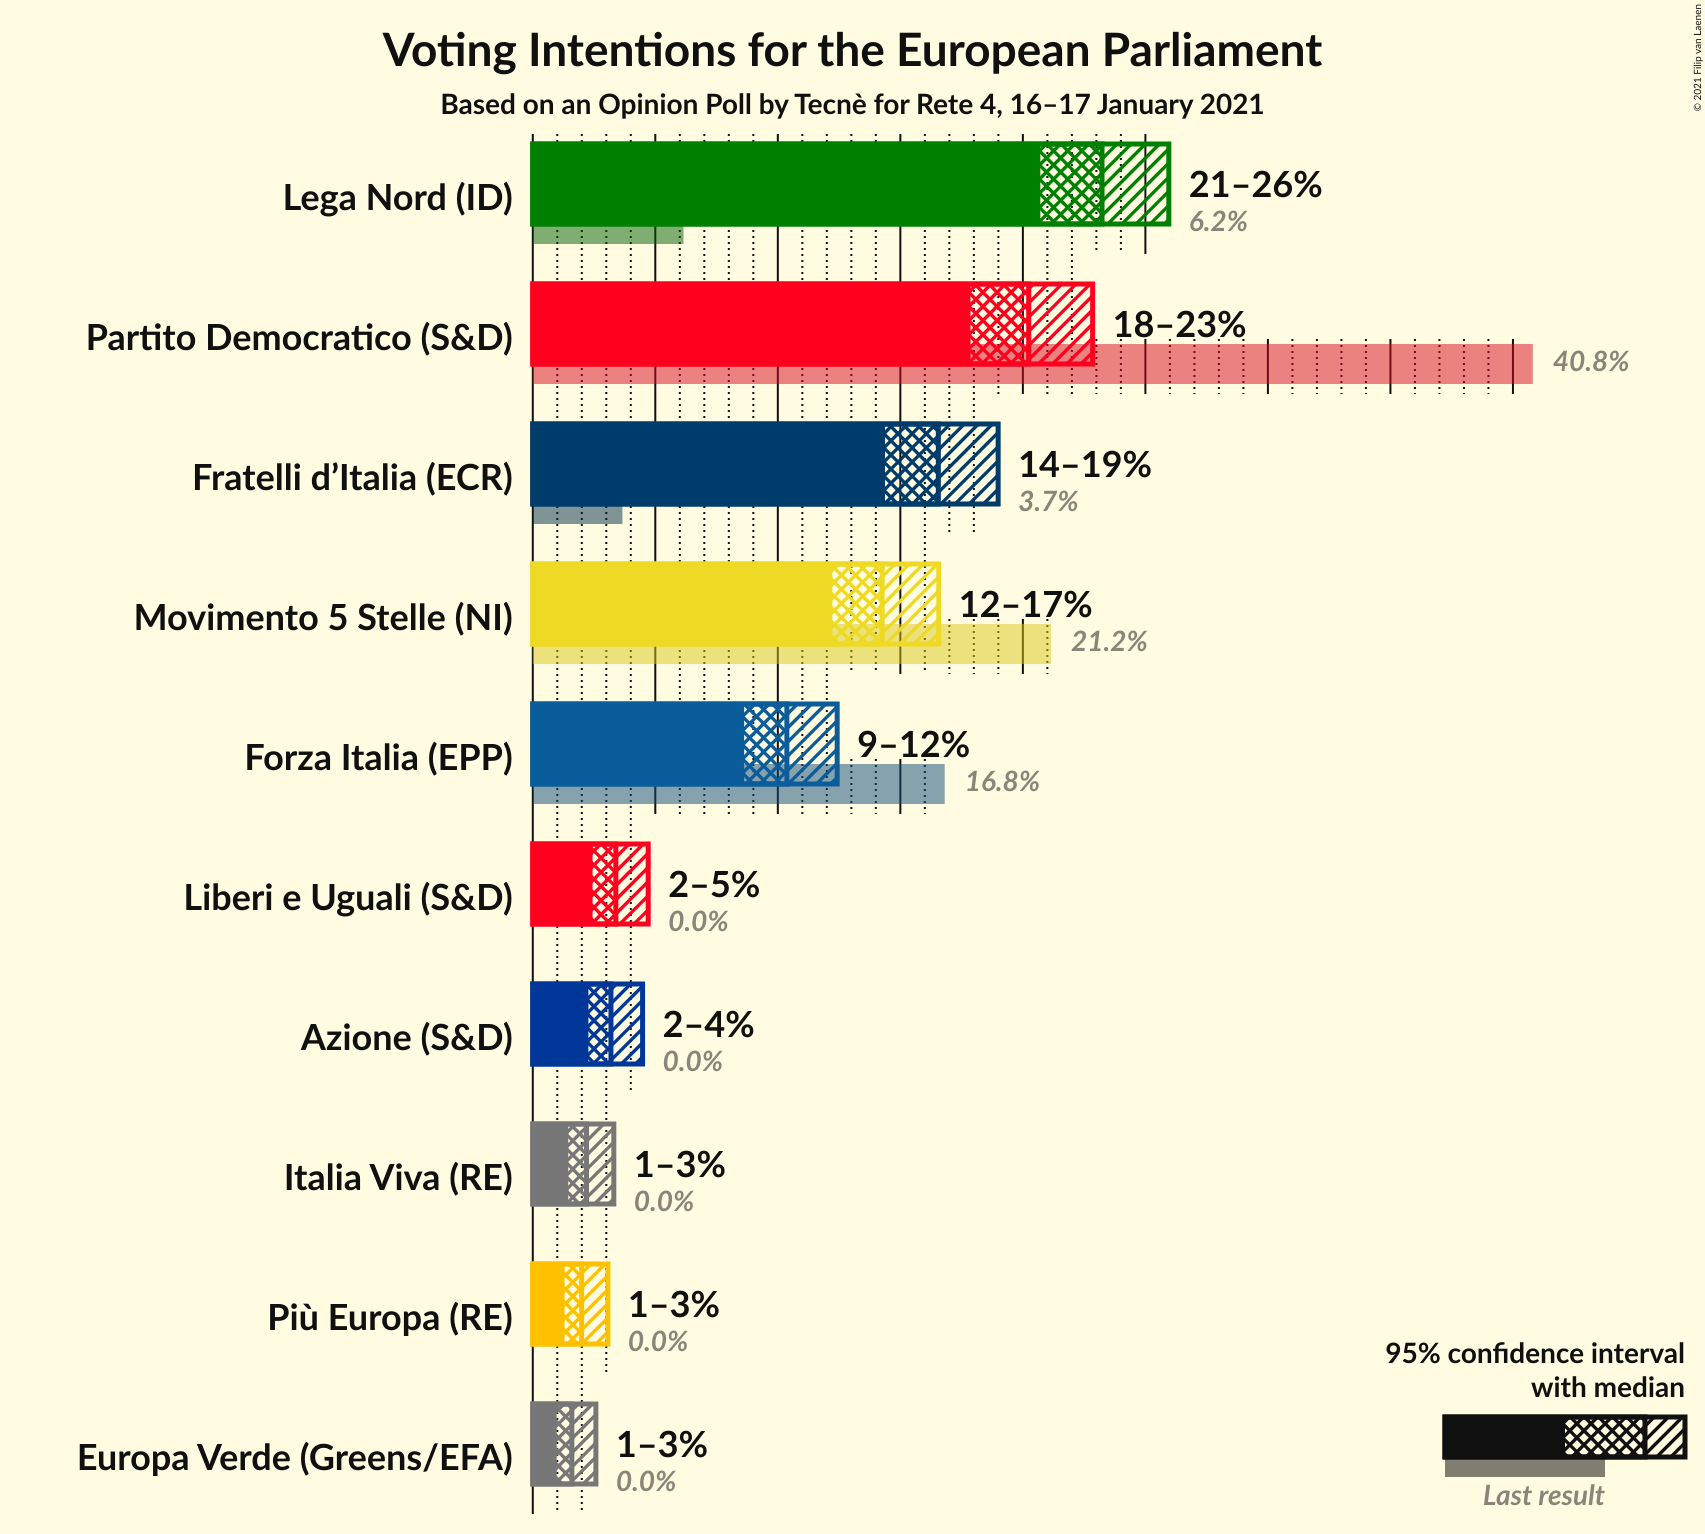 Voting Intentions for the European Parliament
Based on an Opinion Poll by Tecnè for Rete 4, 16–17 January 2021
© 2021 Filip van Laenen
Lega Nord (ID)
21–26%
6.2%
Partito Democratico (S&D)
18–23%
40.8%
Fratelli d’Italia (ECR)
14–19%
3.7%
Movimento 5 Stelle (NI)
12–17%
21.2%
Forza Italia (EPP)
9–12%
16.8%
Liberi e Uguali (S&D)
2–5%
0.0%
Azione (S&D)
2–4%
0.0%
Italia Viva (RE)
1–3%
0.0%
Più Europa (RE)
1–3%
0.0%
Europa Verde (Greens/EFA)
1–3%
0.0%
95% confidence interval
with median
Last result